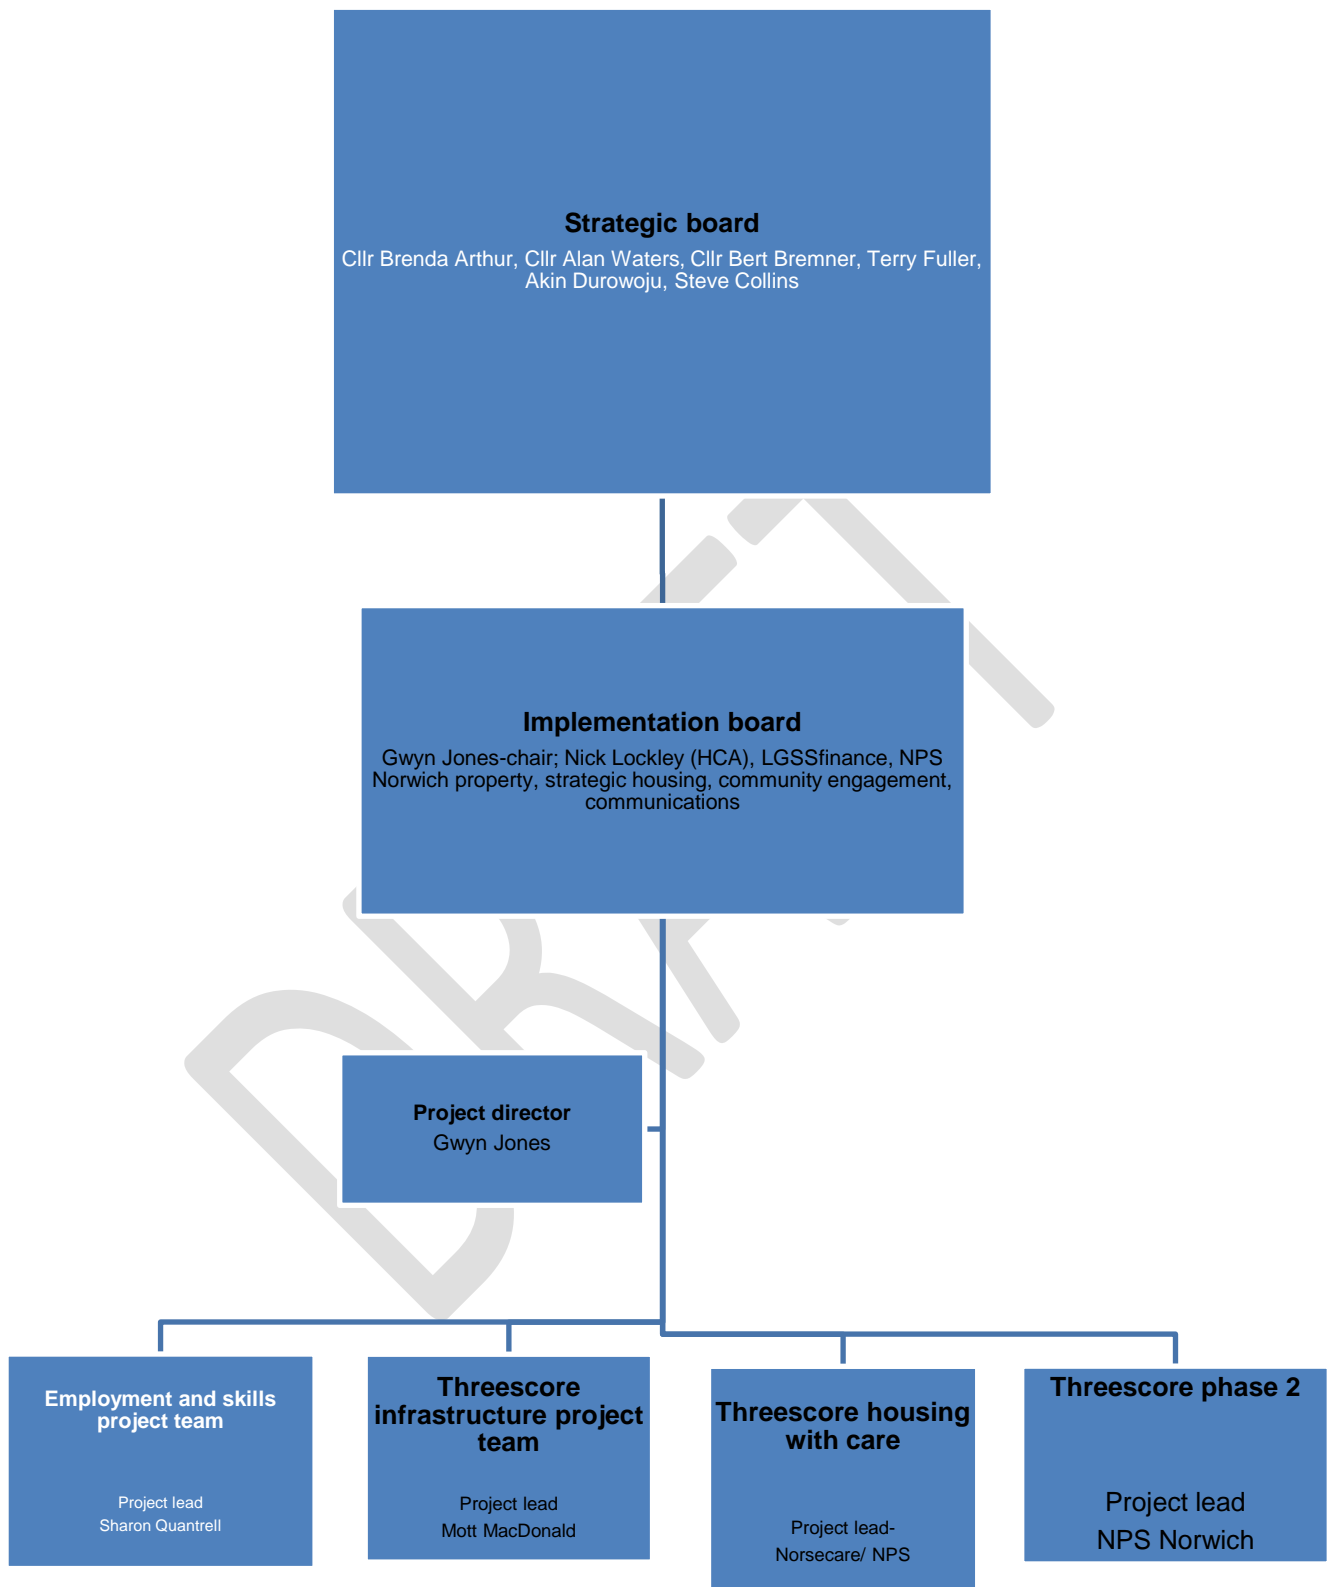 Strategic board
Cllr Brenda Arthur, Cllr Alan Waters, Cllr Bert Bremner, Terry Fuller,
Akin Durowoju, Steve Collins
Implementation board
Gwyn Jones-chair; Nick Lockley (HCA), LGSSfinance, NPS
Norwich property, strategic housing, community engagement,
communications
Project director
Gwyn Jones
Employment and skills
project team
Project lead
Sharon Quantrell
Threescore
infrastructure project
team
Project lead
Mott MacDonald
Threescore housing
with care
Project lead-
Norsecare/ NPS
Threescore phase 2
Project lead
NPS Norwich
DRAFT